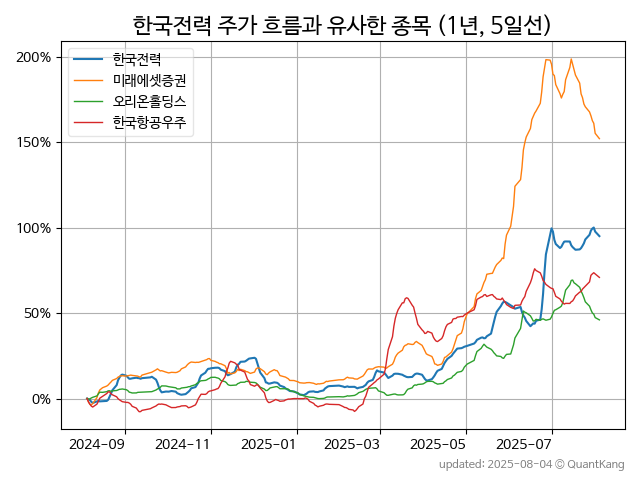 한국전력 주가 흐름과 유사한 종목 (1년, 5일선)
한국전력
미래에셋증권
오리온홀딩스
한국항공우주
200%
150%
100%
50%
0%
2024-09 2024-11 2025-01 2025-03 2025-05 2025-07
updated: 2025-08-04 © QuantKang